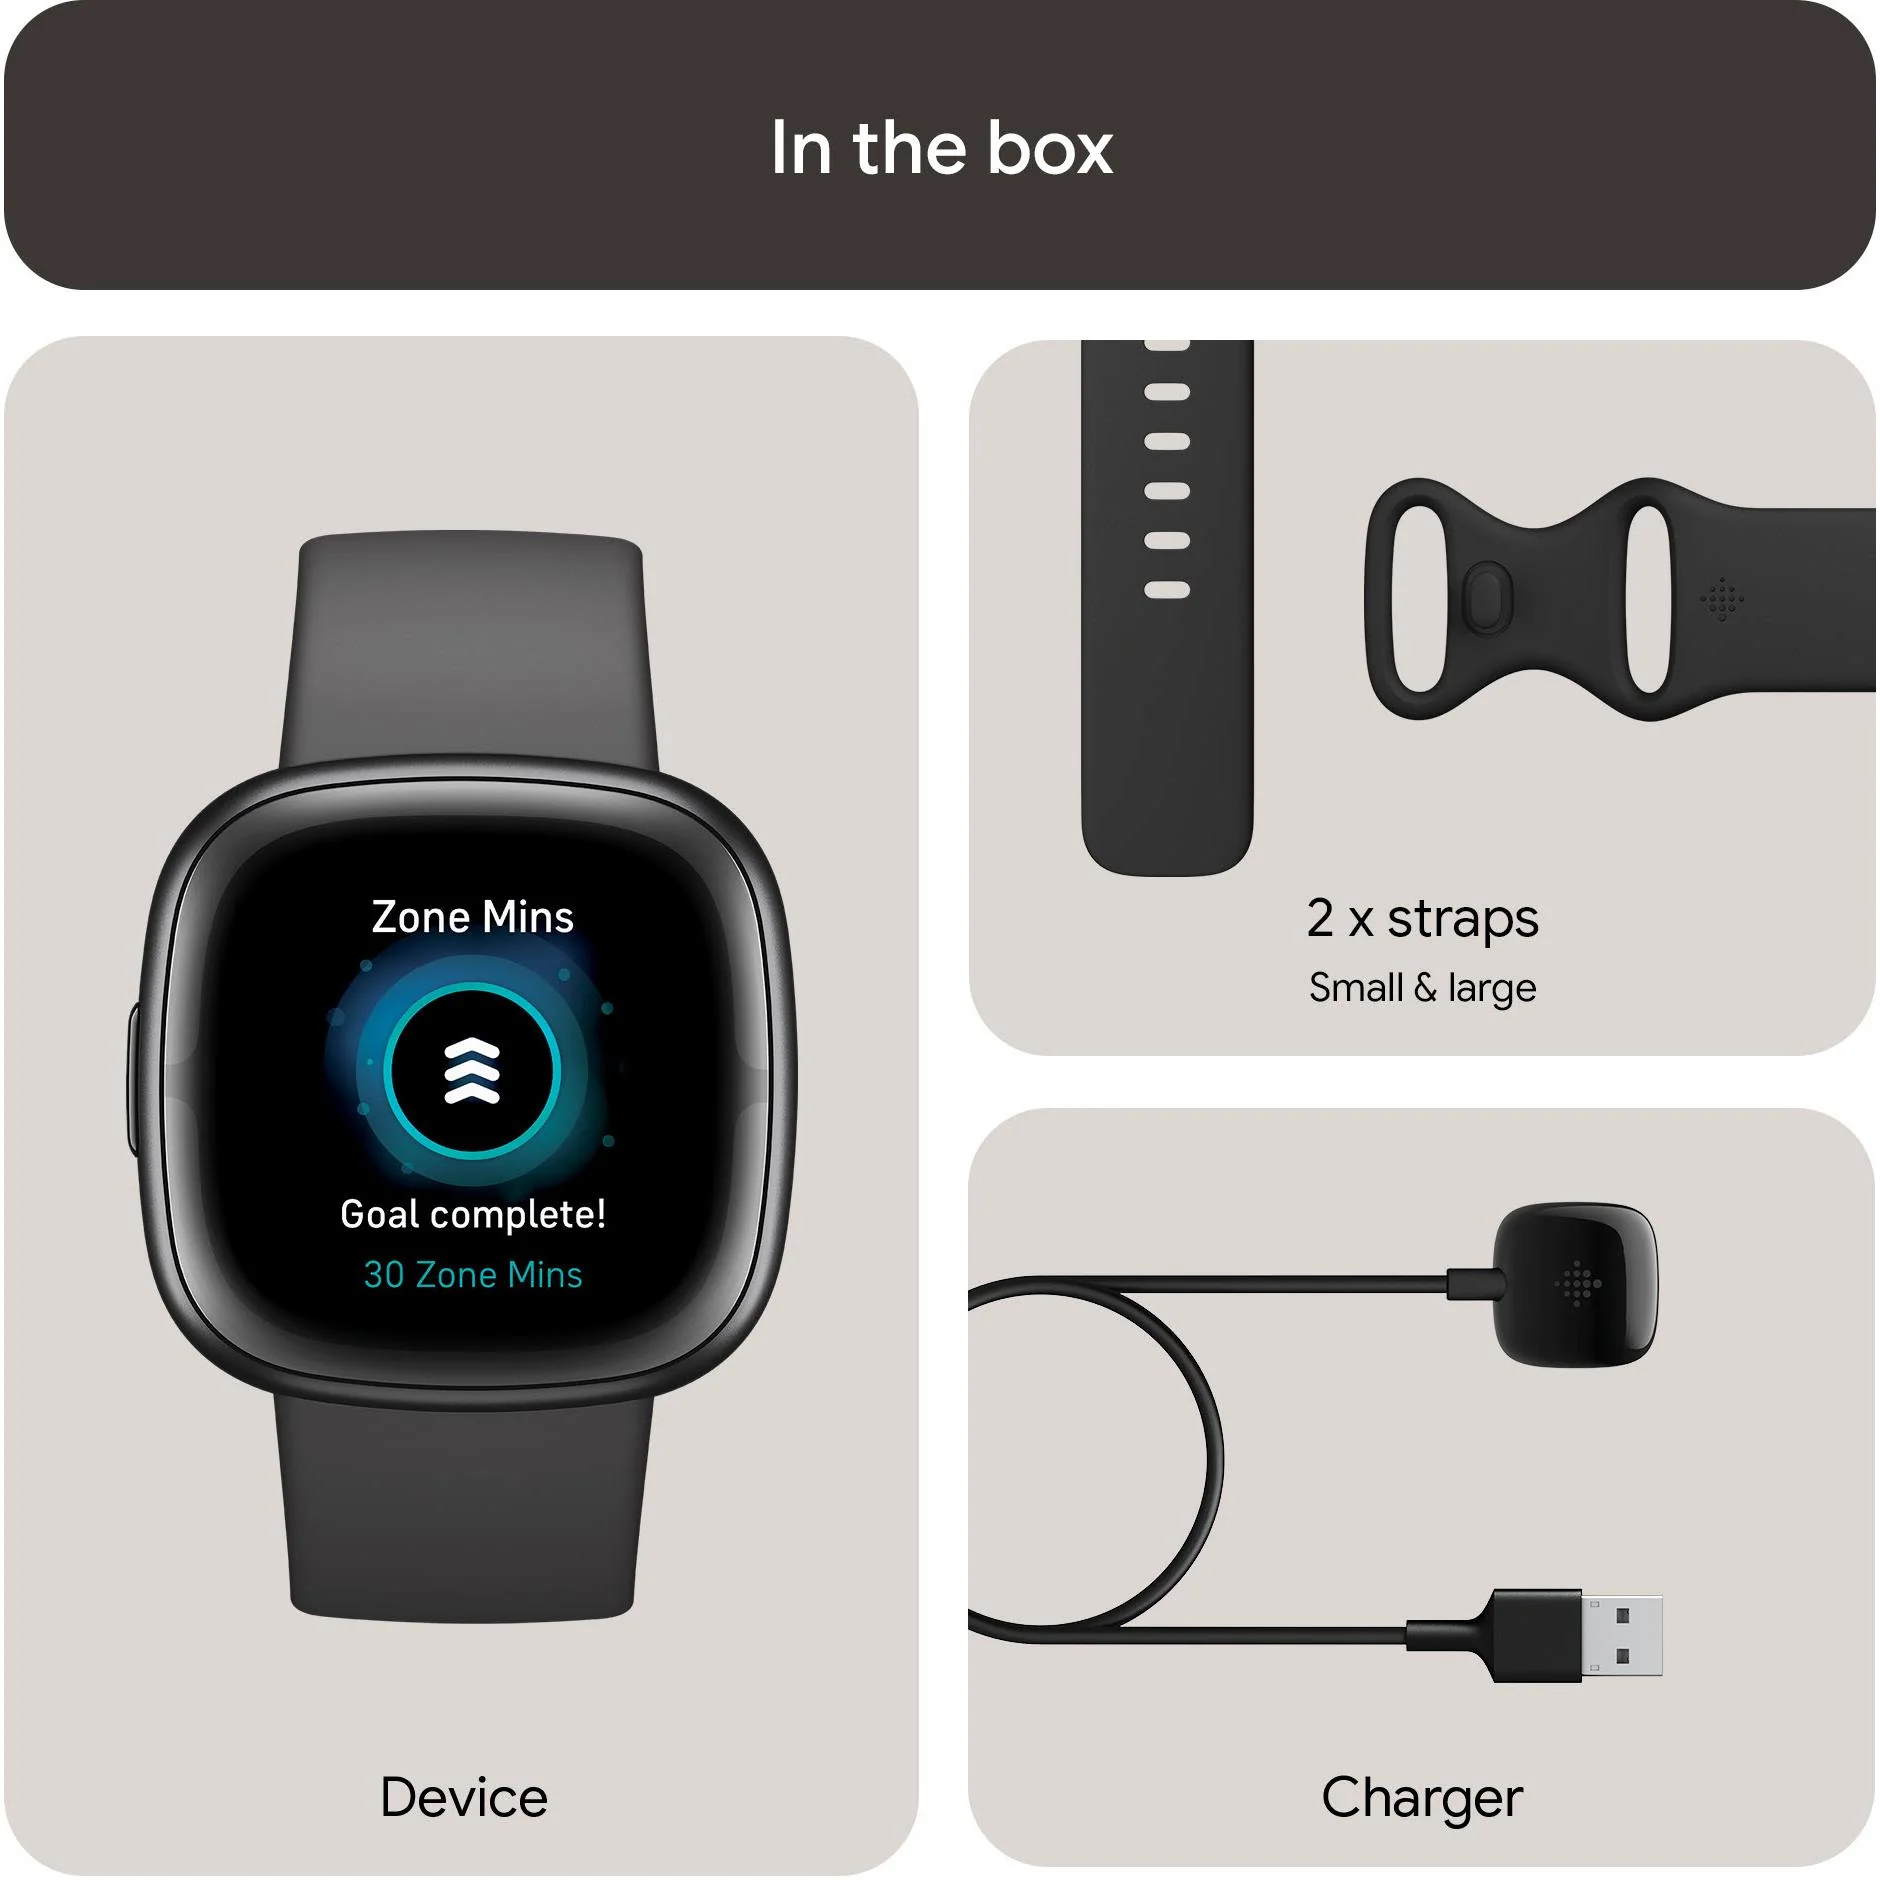 In the box
Zone Mins
Goal complete!
30 Zone Mins
Device
2 x straps
Small & large
Charger